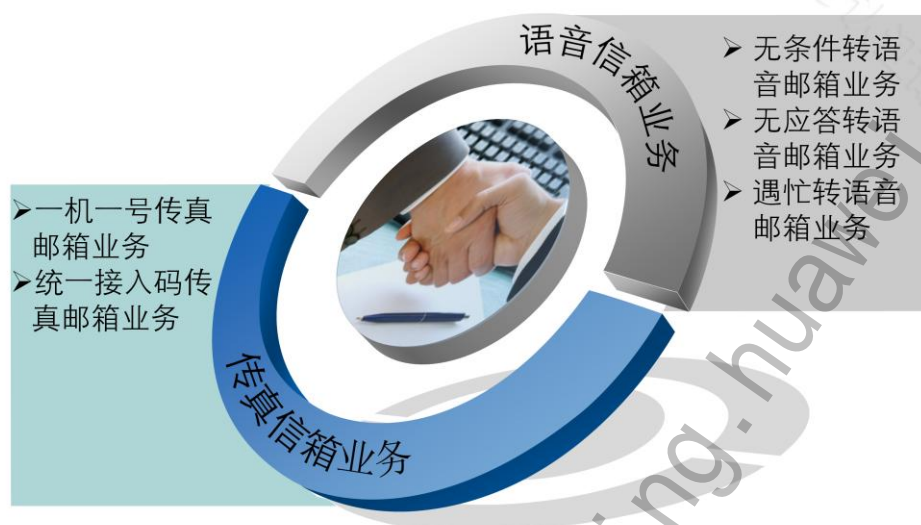 语音信箱业务
➢ 无条件转语
音邮箱业务
➢ 无应答转语
音邮箱业务
➢ 遇忙转语音
邮箱业务
➢一机一号传真
邮箱业务
➢统一接入码传
真邮箱业务
传真信箱业务
ing.huawei